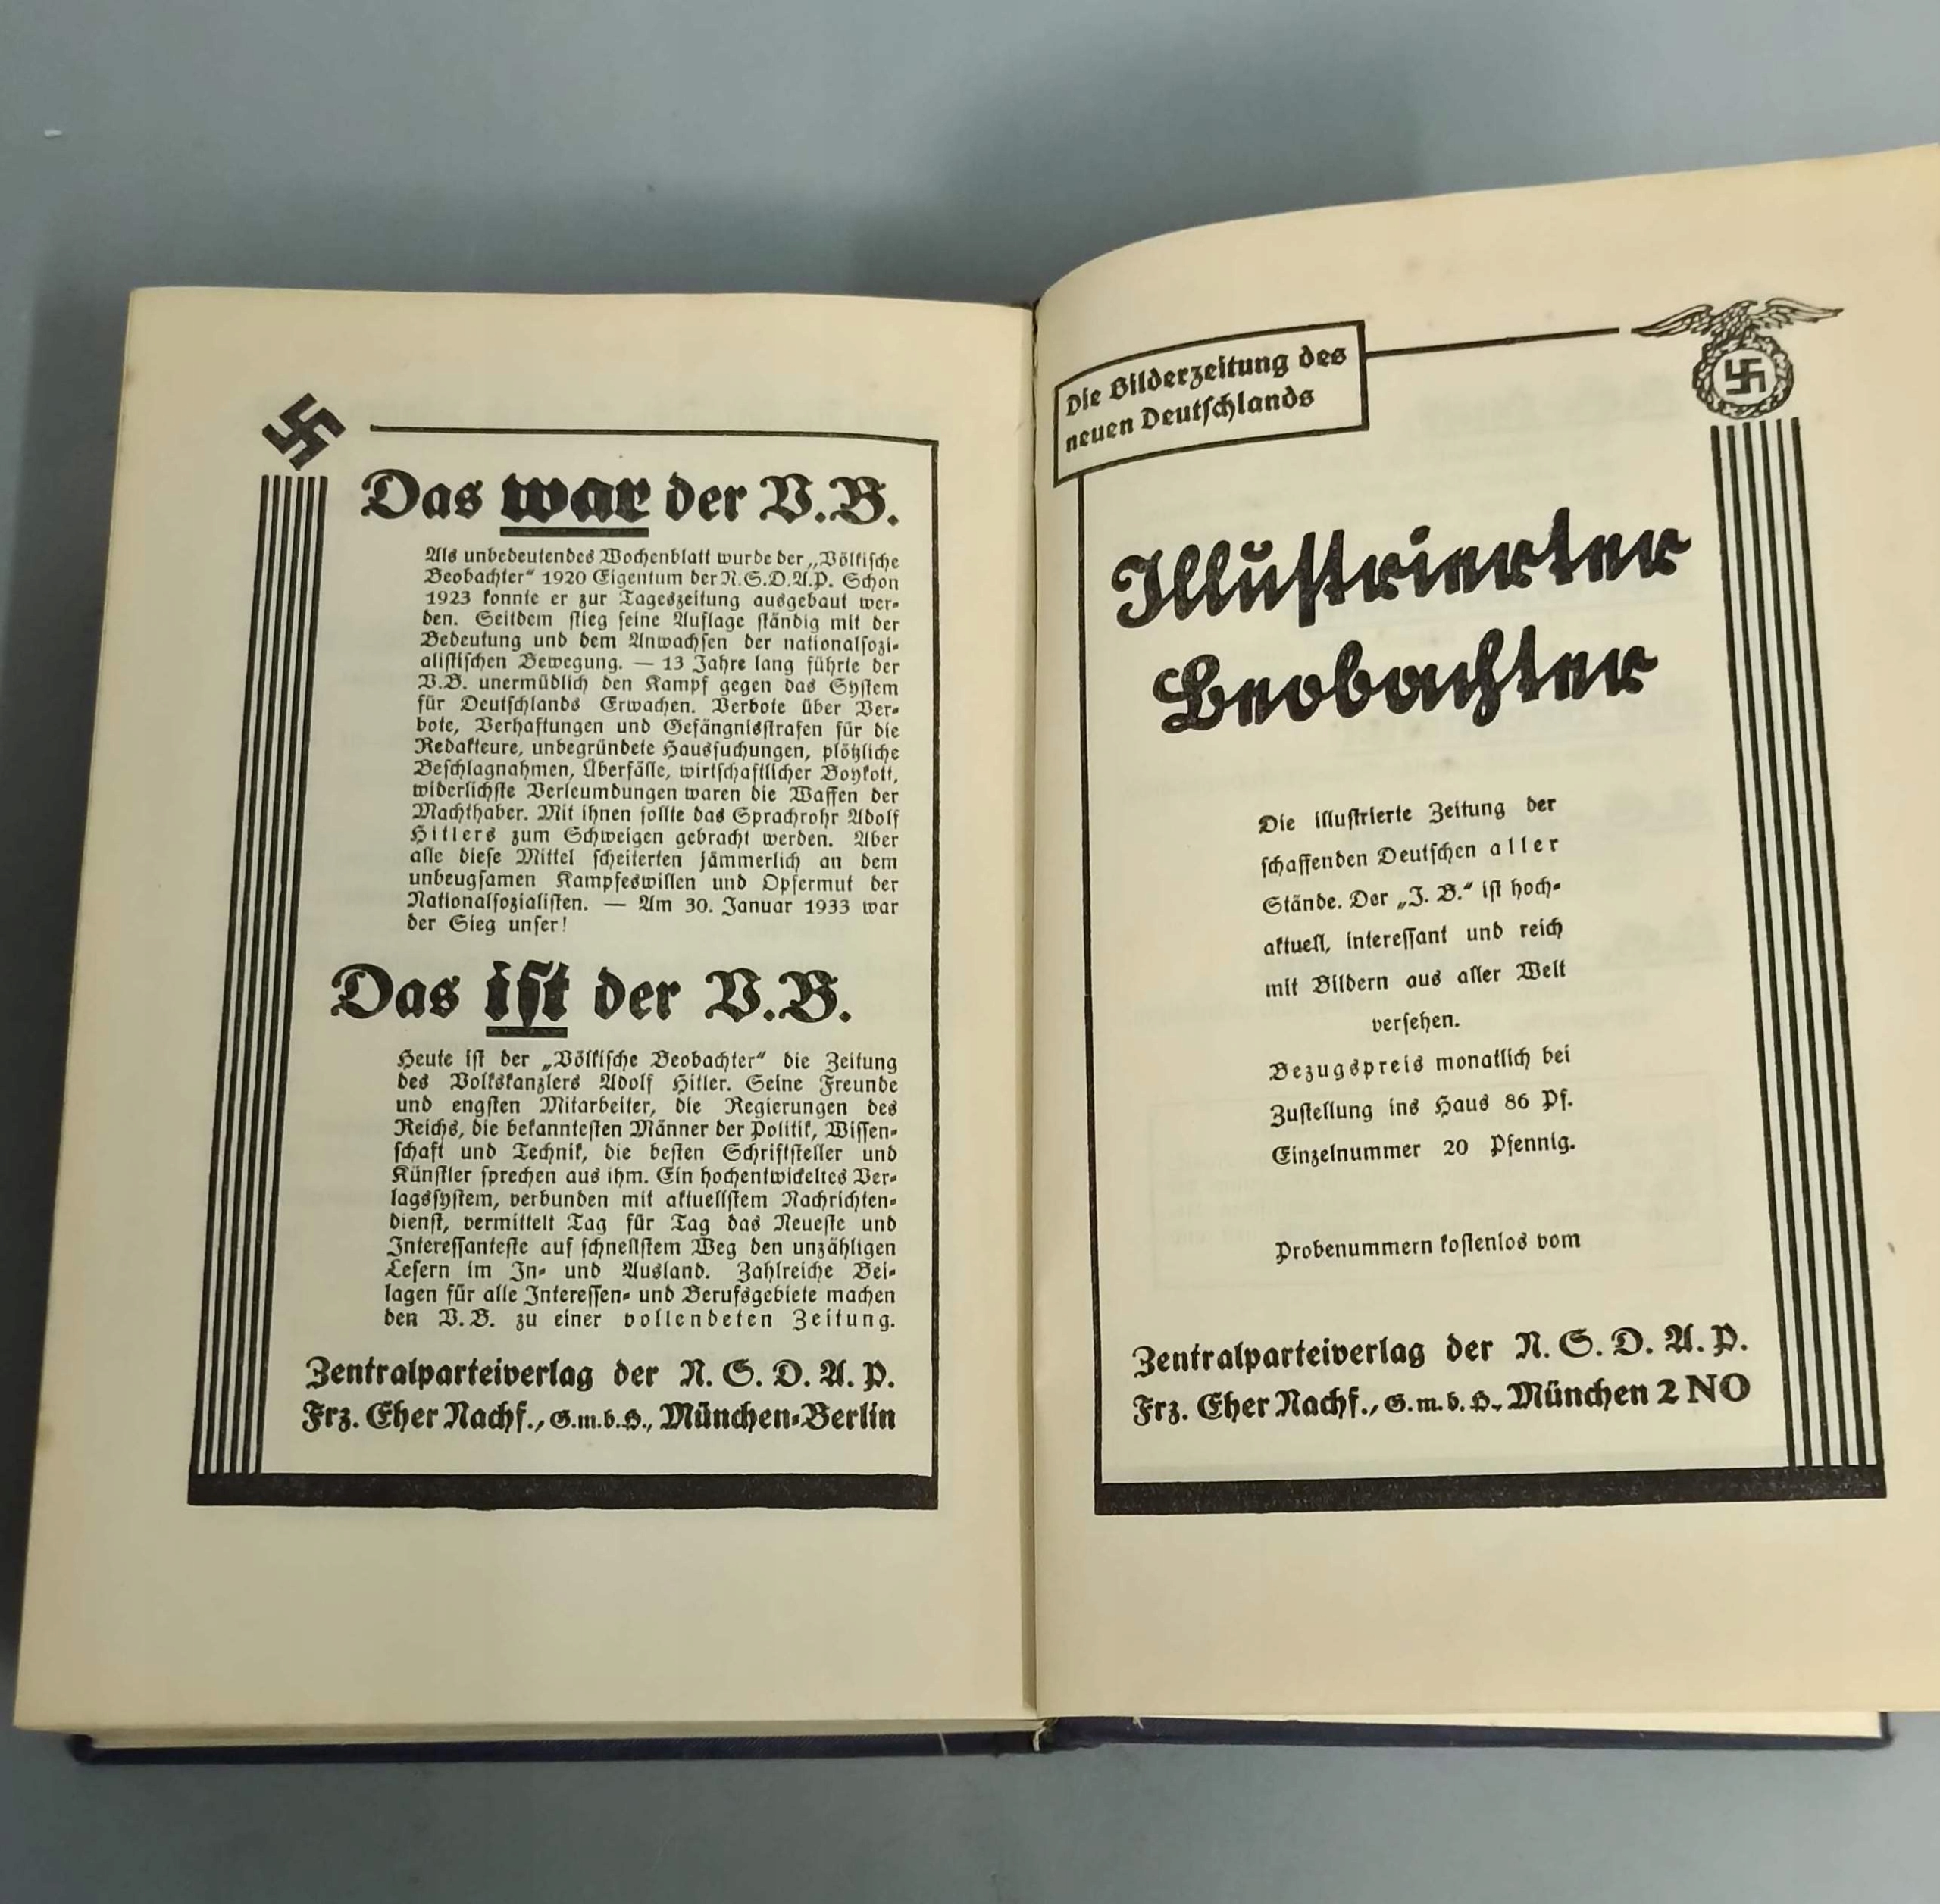 Das war der V.B.
Als unbedeutendes Wochenblatt wurde der „Völkische
Beobachter“ 1920 Eigentum der N.S.D.A.P. Schon
1923 konnte er zur Tageszeitung ausgebaut wer-
den. Seitdem stieg seine Auflage ständig mit der
Bedeutung und dem Anwachsen der nationalsozi-
alistischen Bewegung. — 13 Jahre lang führte der
V.B. unermüdlich den Kampf gegen das System
für Deutschlands Erwachen. Verbote über Ver-
bote, Verhaftungen und Gefängnisstrafen für die
Redakteure, unbegründete Haussuchungen, plötzliche
Beschlagnahmen, Überfälle, wirtschaftlicher Boykott,
widerlichste Verleumdungen waren die Waffen der
Machthaber. Mit ihnen sollte das Sprachrohr Adolf
Hitlers zum Schweigen gebracht werden. Aber
alle diese Mittel scheiterten jämmerlich an dem
unbeugsamen Kampfeswillen und Opfermut der
Nationalsozialisten. — Am 30. Januar 1933 war
der Sieg unser!
Das ist der V.B.
Heute ist der „Völkische Beobachter“ die Zeitung
des Volkskanzlers Adolf Hitler. Seine Freunde
und engsten Mitarbeiter, die Regierungen des
Reichs, die bekanntesten Männer der Politik, Wissen-
schaft und Technik, die besten Schriftsteller und
Künstler sprechen aus ihm. Ein hochentwickeltes Ver-
lagssystem, verbunden mit aktuellstem Nachrichten-
dienst, vermittelt Tag für Tag das Neueste und
Interessanteste auf schnellstem Weg den unzähligen
Lesern im In- und Ausland. Zahlreiche Bei-
lagen für alle Interessen- und Berufsgebiete machen
den V.B. zu einer vollendeten Zeitung.
Zentralparteiverlag der N.S.D.A.P.
Frz. Eher Nachf., G.m.b.H., München-Berlin
Die Bilderzeitung des
neuen Deutschlands
Illustrierter
Beobachter
Die illustrierte Zeitung der
schaffenden Deutschen aller
Stände. Der „I. B.“ ist hoch-
aktuell, interessant und reich
mit Bildern aus aller Welt
versehen.
Bezugspreis monatlich bei
Zustellung ins Haus 86 Pf.
Einzelnummer 20 Pfennig.
Probenummern kostenlos vom
Zentralparteiverlag der N.S.D.A.P.
Frz. Eher Nachf., G.m.b.H., München 2 NO